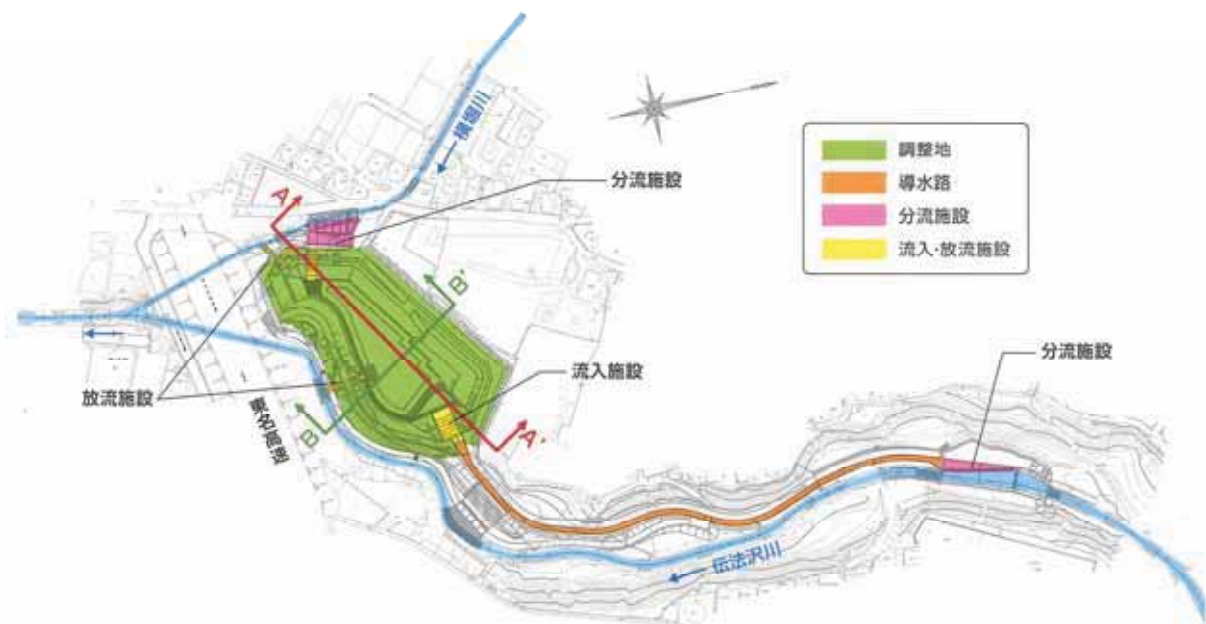 横堀川
調整地
導水路
分流施設
流入・放流施設
分流施設
A
B'
分流施設
流入施設
放流施設
東名高速
B
A'
伝法沢川